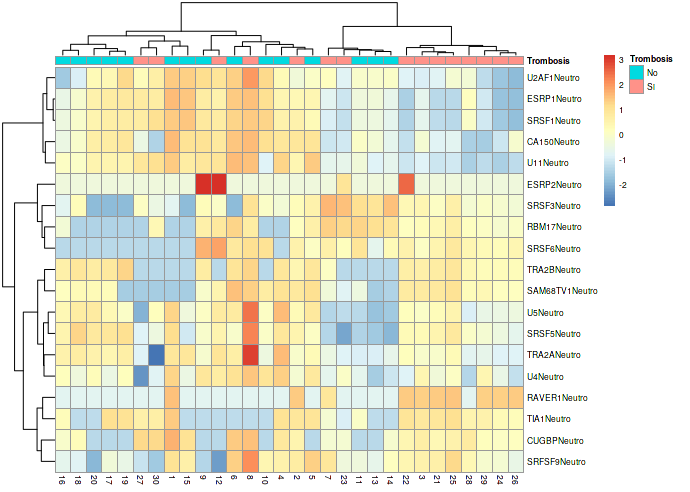 Trombosis
Trombosis
No
Si
3
2
1
0
-1
-2
U2AF1Neutro
ESRP1Neutro
SRSF1Neutro
CA150Neutro
U11Neutro
ESRP2Neutro
SRSF3Neutro
RBM17Neutro
SRSF6Neutro
TRA2BNeutro
SAM68TV1Neutro
U5Neutro
SRSF5Neutro
TRA2ANeutro
U4Neutro
RAVER1Neutro
TIA1Neutro
CUGBPNeutro
SRFSF9Neutro
16 18 20 17 19 27 30 1 15 9 12 6 8 10 4 2 5 7 23 11 13 14 22 3 21 25 28 29 24 26